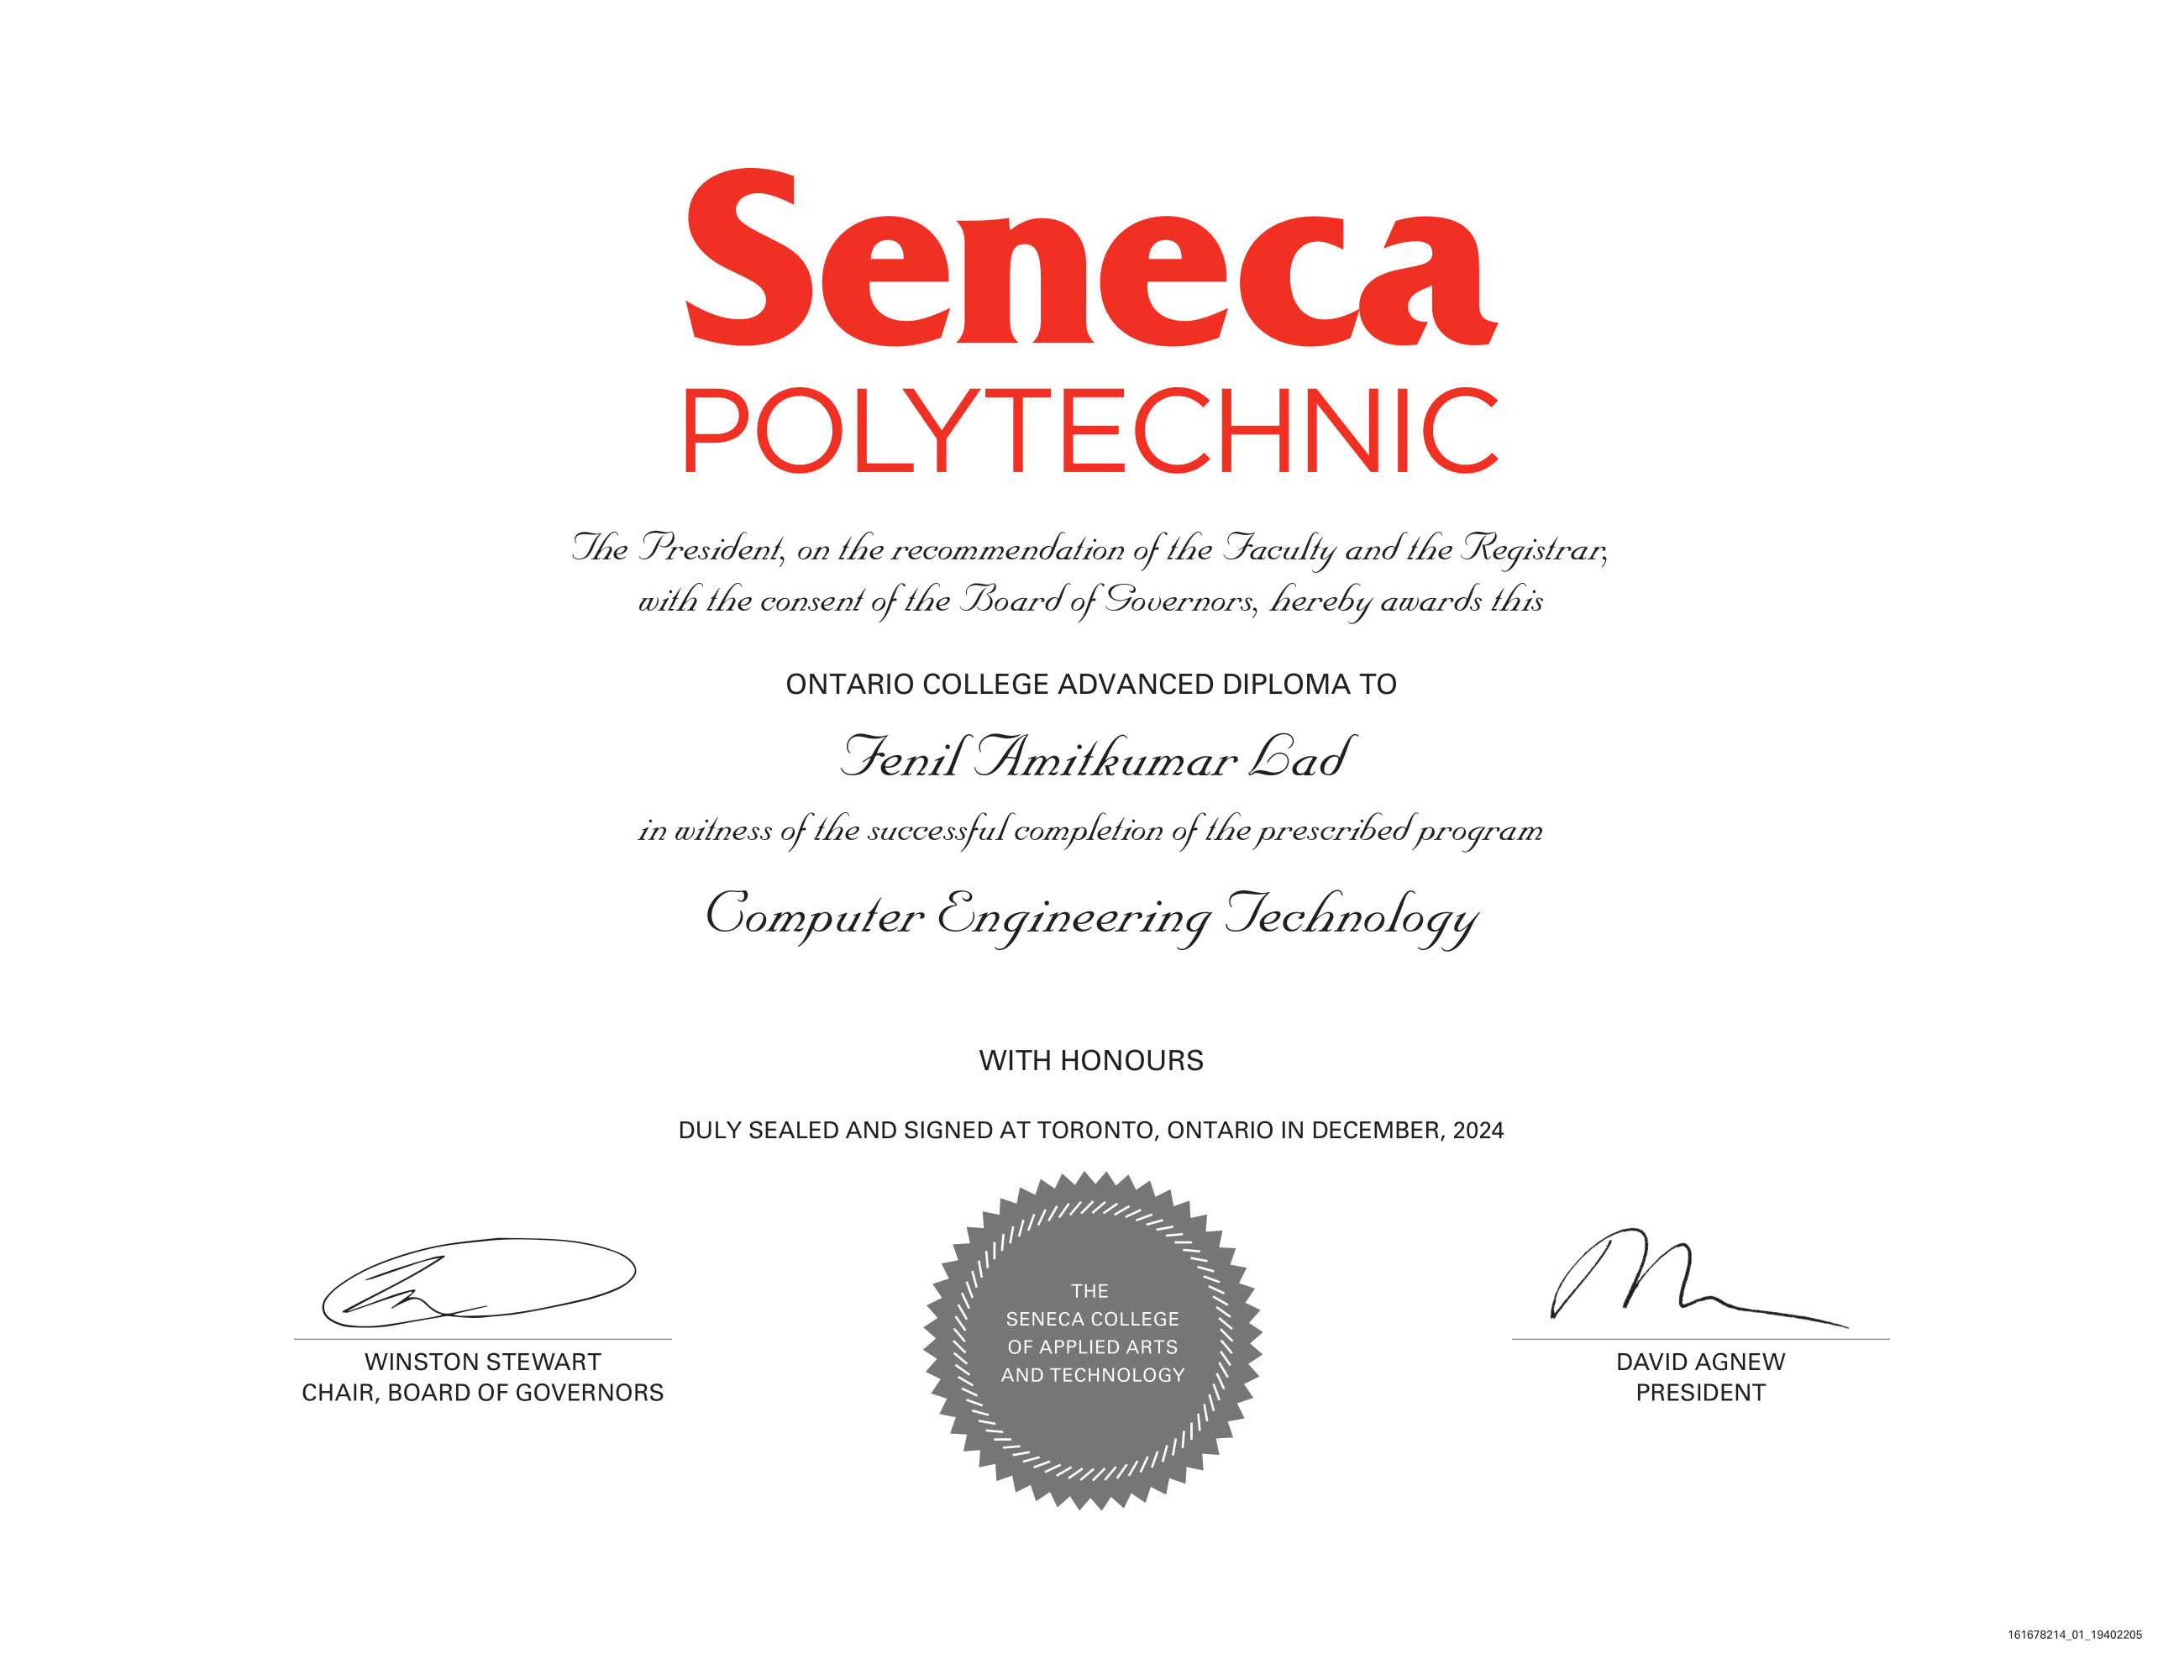 Seneca
POLYTECHNIC
The President, on the recommendation of the Faculty and the Registrar,
with the consent of the Board of Governors, hereby awards this
ONTARIO COLLEGE ADVANCED DIPLOMA TO
Fenil Amitkumar Lad
in witness of the successful completion of the prescribed program
Computer Engineering Technology
WITH HONOURS
DULY SEALED AND SIGNED AT TORONTO, ONTARIO IN DECEMBER, 2024
THE
SENECA COLLEGE
OF APPLIED ARTS
AND TECHNOLOGY
WINSTON STEWART
CHAIR, BOARD OF GOVERNORS
DAVID AGNEW
PRESIDENT
161678214_01_19402205